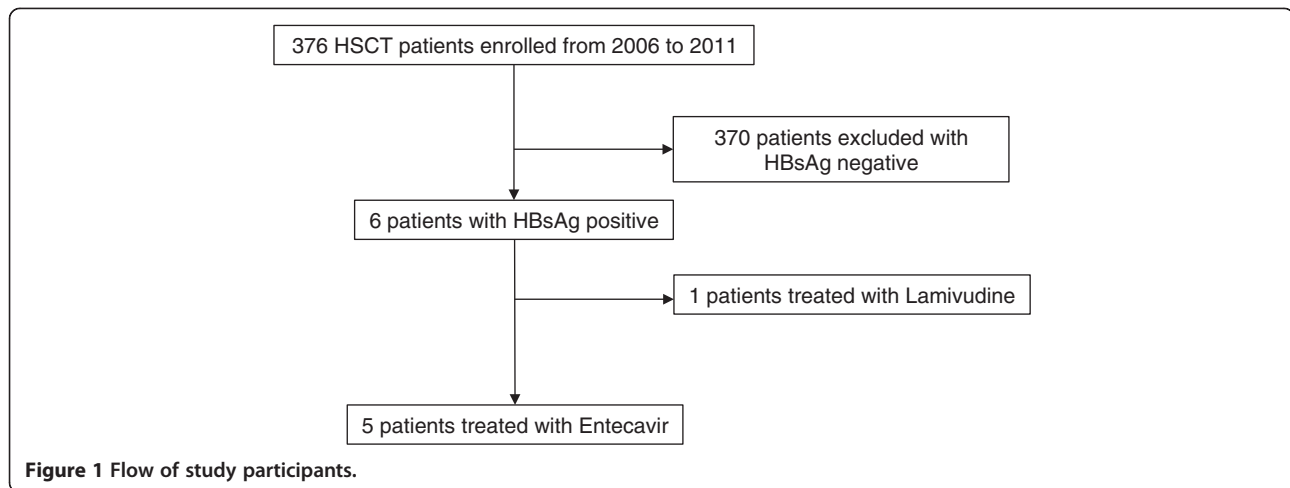 376 HSCT patients enrolled from 2006 to 2011
370 patients excluded with
HBsAg negative
6 patients with HBsAg positive
1 patients treated with Lamivudine
5 patients treated with Entecavir
Figure 1 Flow of study participants.